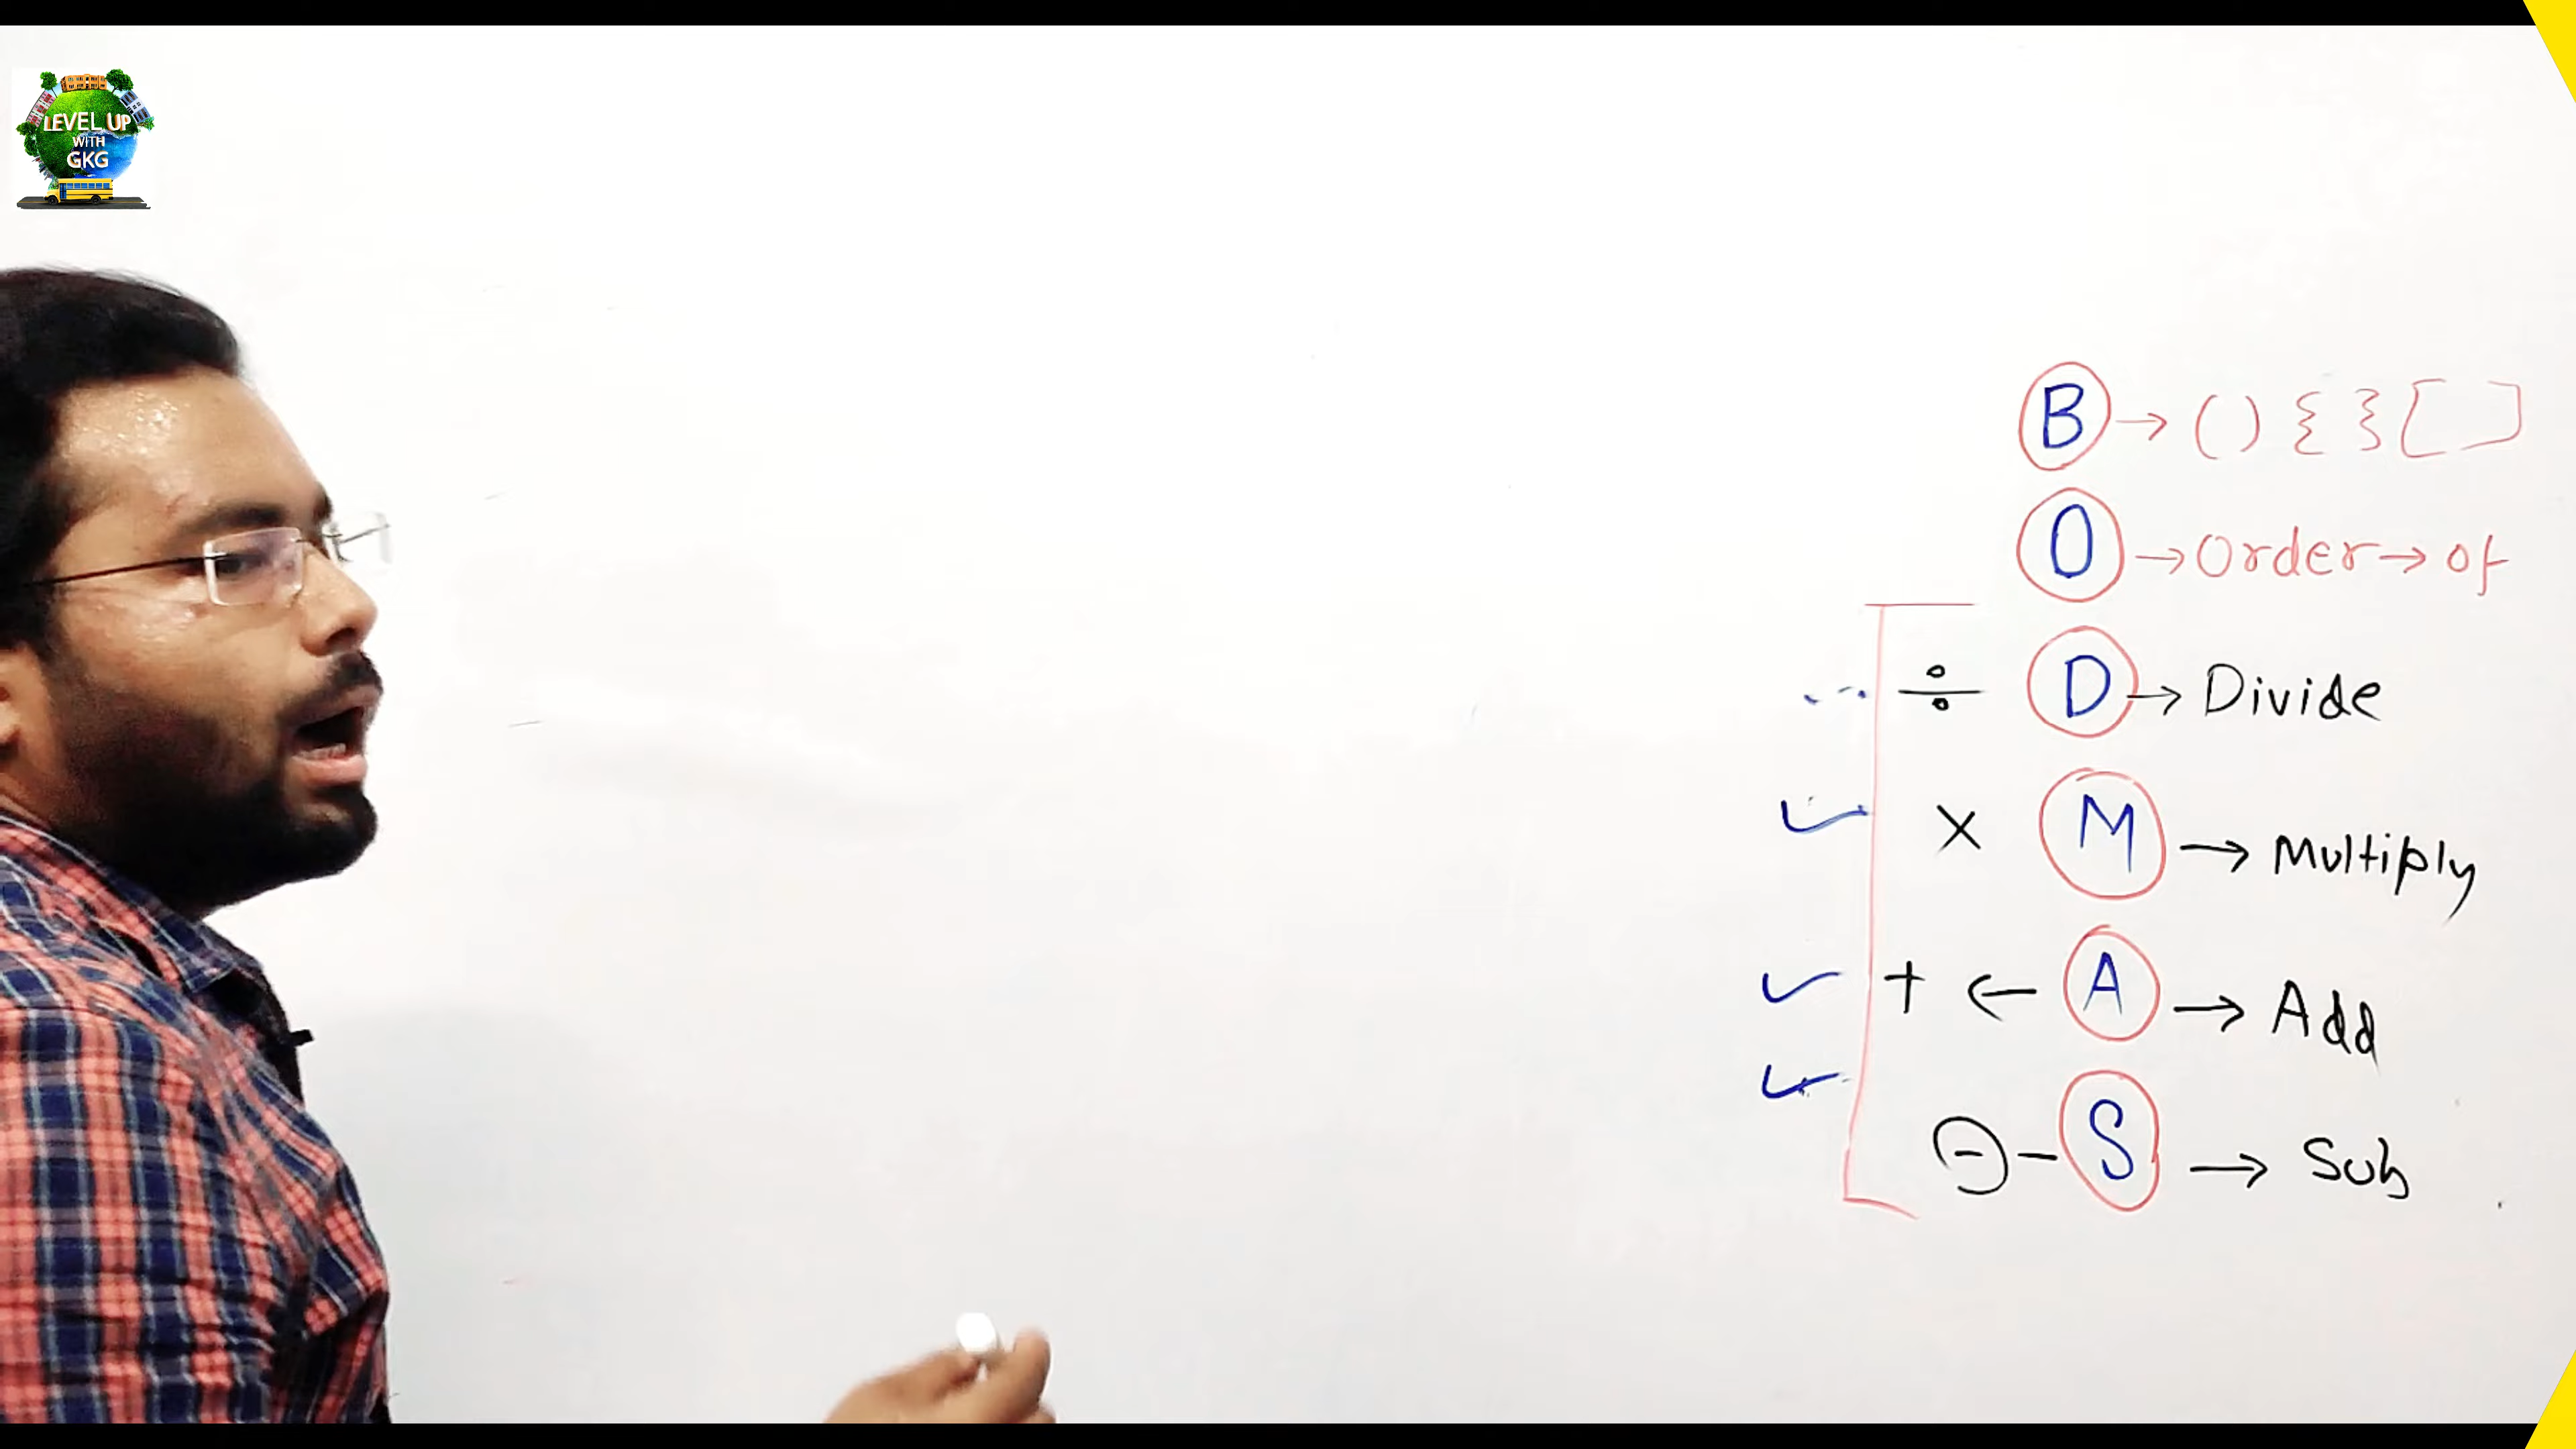 LEVEL UP
WITH
GKG
B → ( ) { } [ ]
O → Order → of
÷ D → Divide
× M → Multiply
+ ← A → Add
- - S → Sub